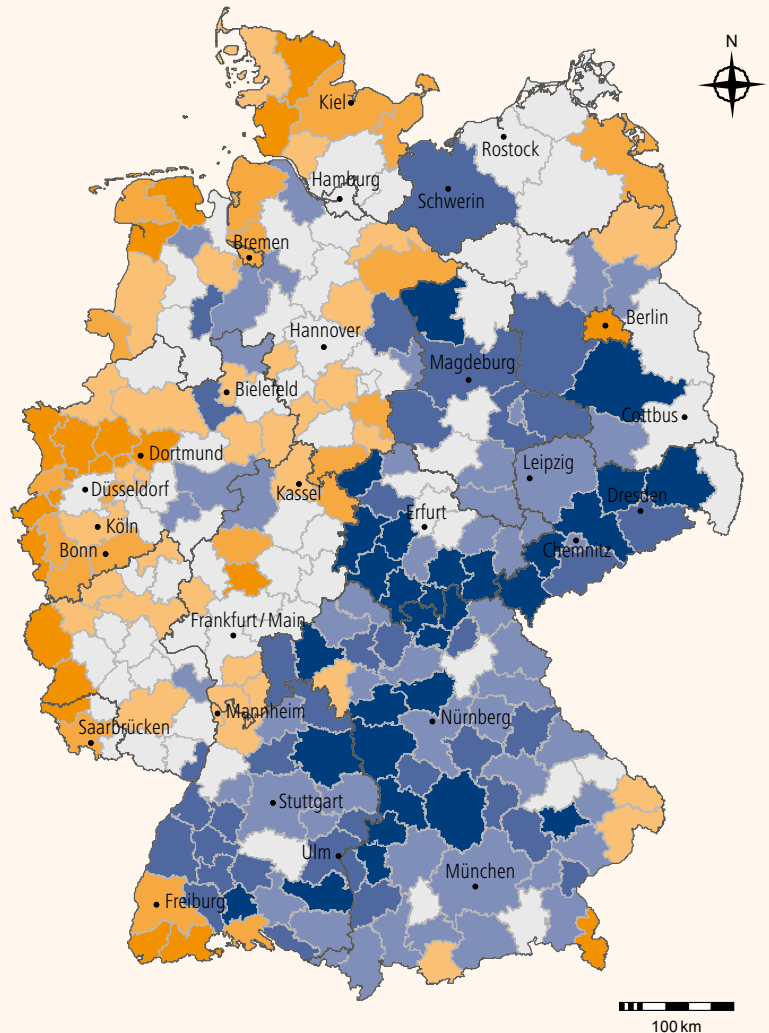 N
Kiel
Rostock
Hamburg
Schwerin
Bremen
Berlin
Hannover
Magdeburg
Bielefeld
Cottbus
Dortmund
Leipzig
Düsseldorf
Kassel
Dresden
Köln
Erfurt
Bonn
Chemnitz
Frankfurt / Main
Mannheim
Nürnberg
Saarbrücken
Stuttgart
Ulm
München
Freiburg
100 km